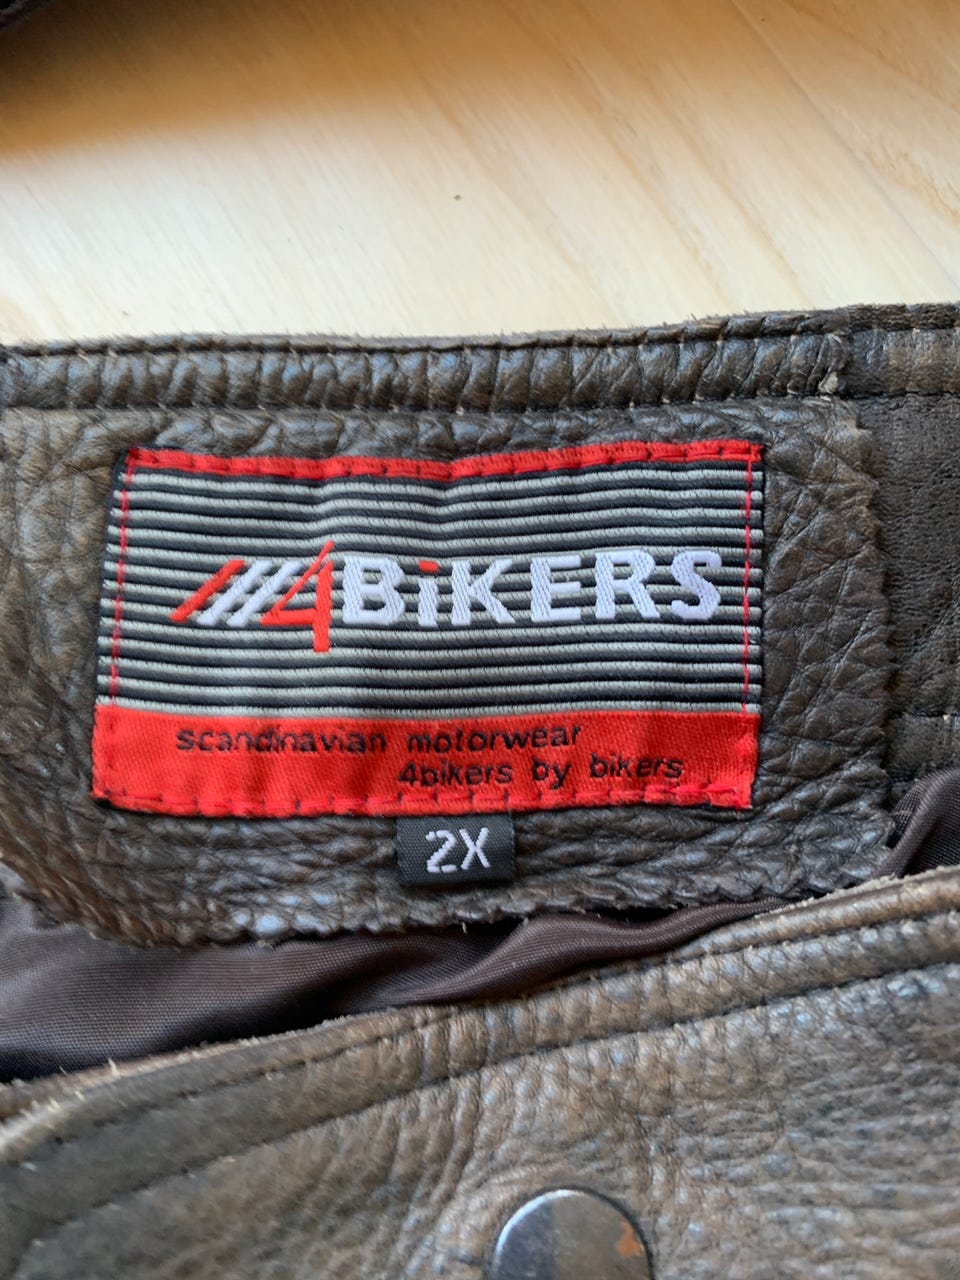 4BiKERS
scandinavian motorwear
4bikers by bikers
2X